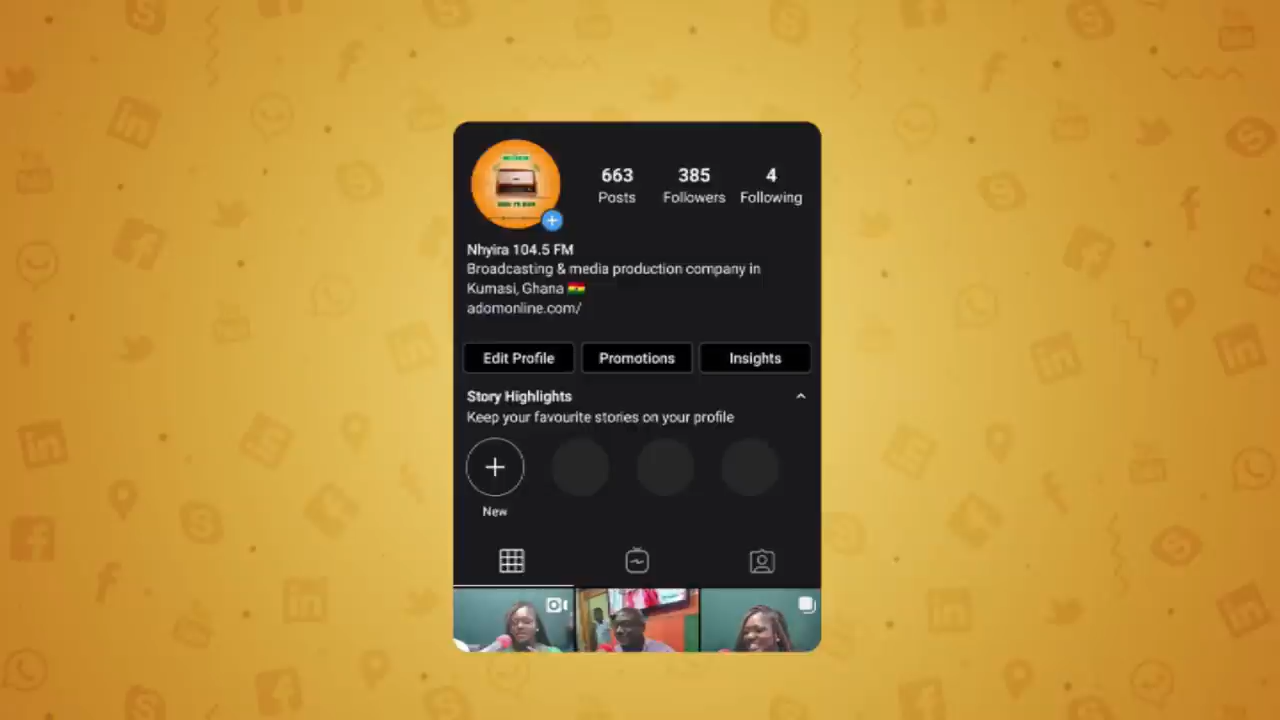 663
385
4
Posts
Followers
Following
Nhyira 104.5 FM
Broadcasting & media production company in
Kumasi, Ghana 🇬🇭
adomonline.com/
Edit Profile
Promotions
Insights
Story Highlights
Keep your favourite stories on your profile
New